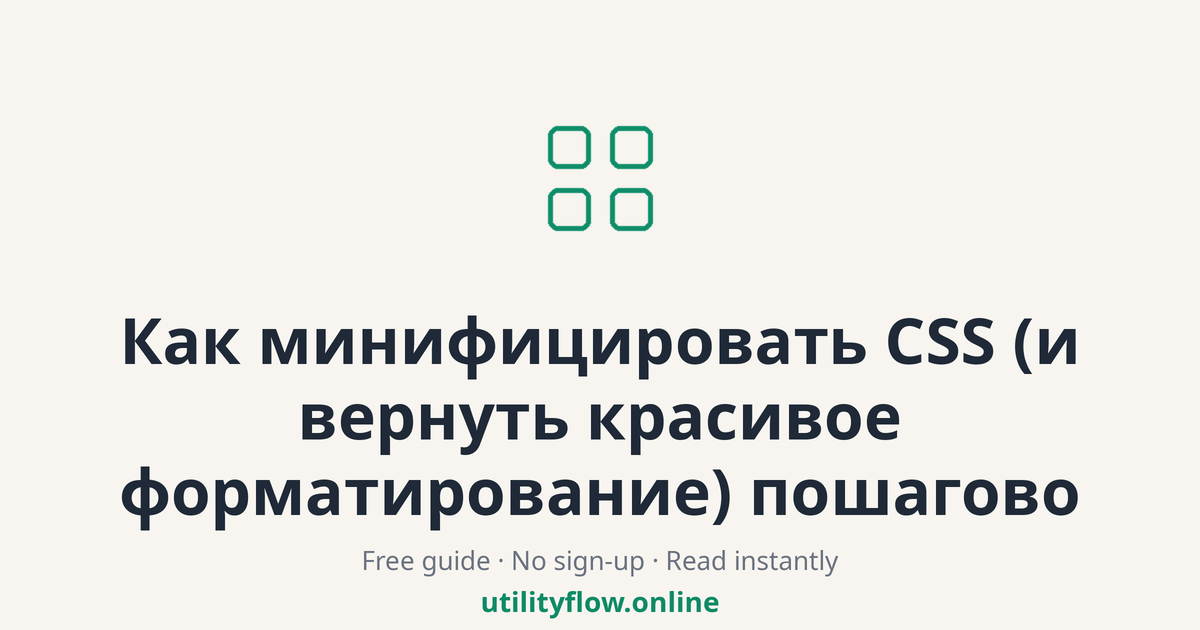 Как минифицировать CSS (и
вернуть красивое
форматирование) пошагово
Free guide · No sign-up · Read instantly
utilityflow.online